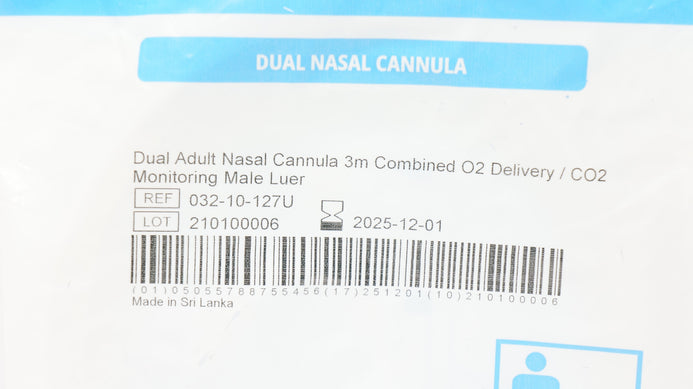 DUAL NASAL CANNULA
Dual Adult Nasal Cannula 3m Combined O2 Delivery / CO2
Monitoring Male Luer
REF 032-10-127U
LOT 210100006 2025-12-01
(01)05055788755456(17)251201(10)210100006
Made in Sri Lanka